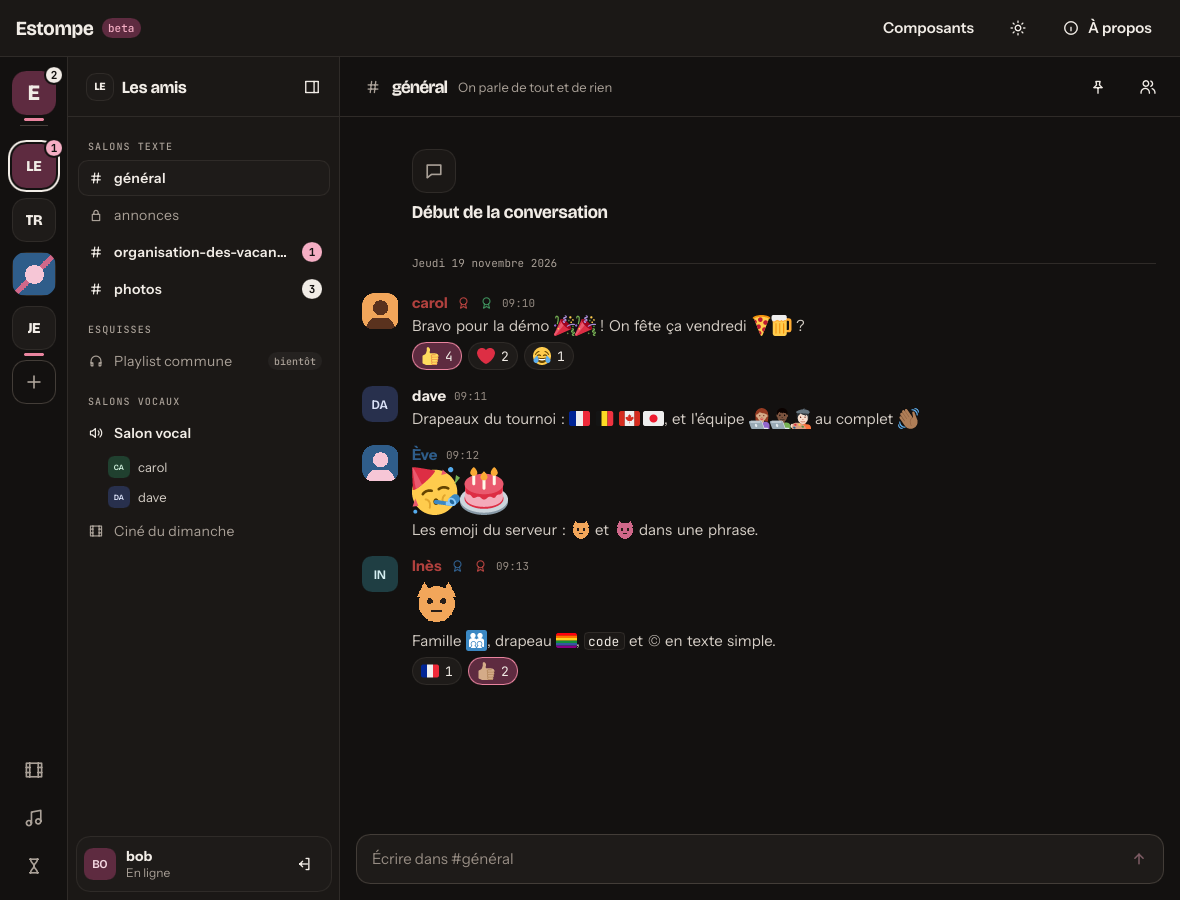 Estompe beta
Composants
À propos
E 2
LE 1
TR
JE
LE Les amis
SALONS TEXTE
# général
annonces
# organisation-des-vacan… 1
# photos 3
ESQUISSES
Playlist commune bientôt
SALONS VOCAUX
Salon vocal
CA carol
DA dave
Ciné du dimanche
BO bob
En ligne
# général On parle de tout et de rien
Début de la conversation
Jeudi 19 novembre 2026
carol 09:10
Bravo pour la démo 🎉🎉 ! On fête ça vendredi 🍕🍺 ?
👍 4 ❤️ 2 😂 1
DA dave 09:11
Drapeaux du tournoi : 🇫🇷 🇧🇪 🇨🇦 🇯🇵, et l'équipe au complet 👋🏽
Ève 09:12
🥳🎂
Les emoji du serveur : et dans une phrase.
IN Inès 09:13
Famille , drapeau 🏳️‍🌈, code et © en texte simple.
🇫🇷 1 👍🏼 2
Écrire dans #général